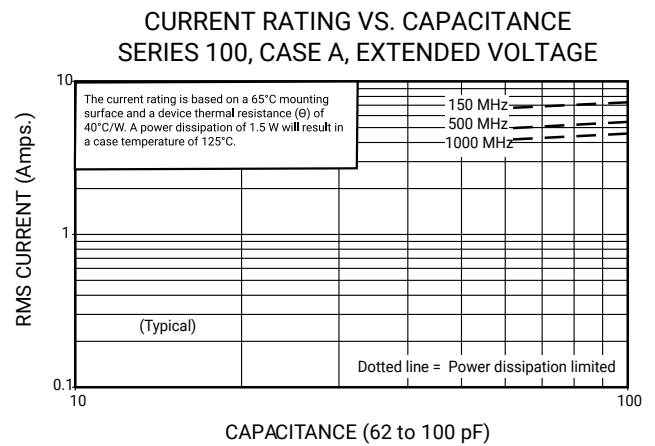 CURRENT RATING VS. CAPACITANCE
SERIES 100, CASE A, EXTENDED VOLTAGE
10
The current rating is based on a 65°C mounting
surface and a device thermal resistance (Θ) of
40°C/W. A power dissipation of 1.5 W will result in
a case temperature of 125°C.
150 MHz
500 MHz
1000 MHz
RMS CURRENT (Amps.)
1
(Typical)
Dotted line = Power dissipation limited
0.1
10
100
CAPACITANCE (62 to 100 pF)